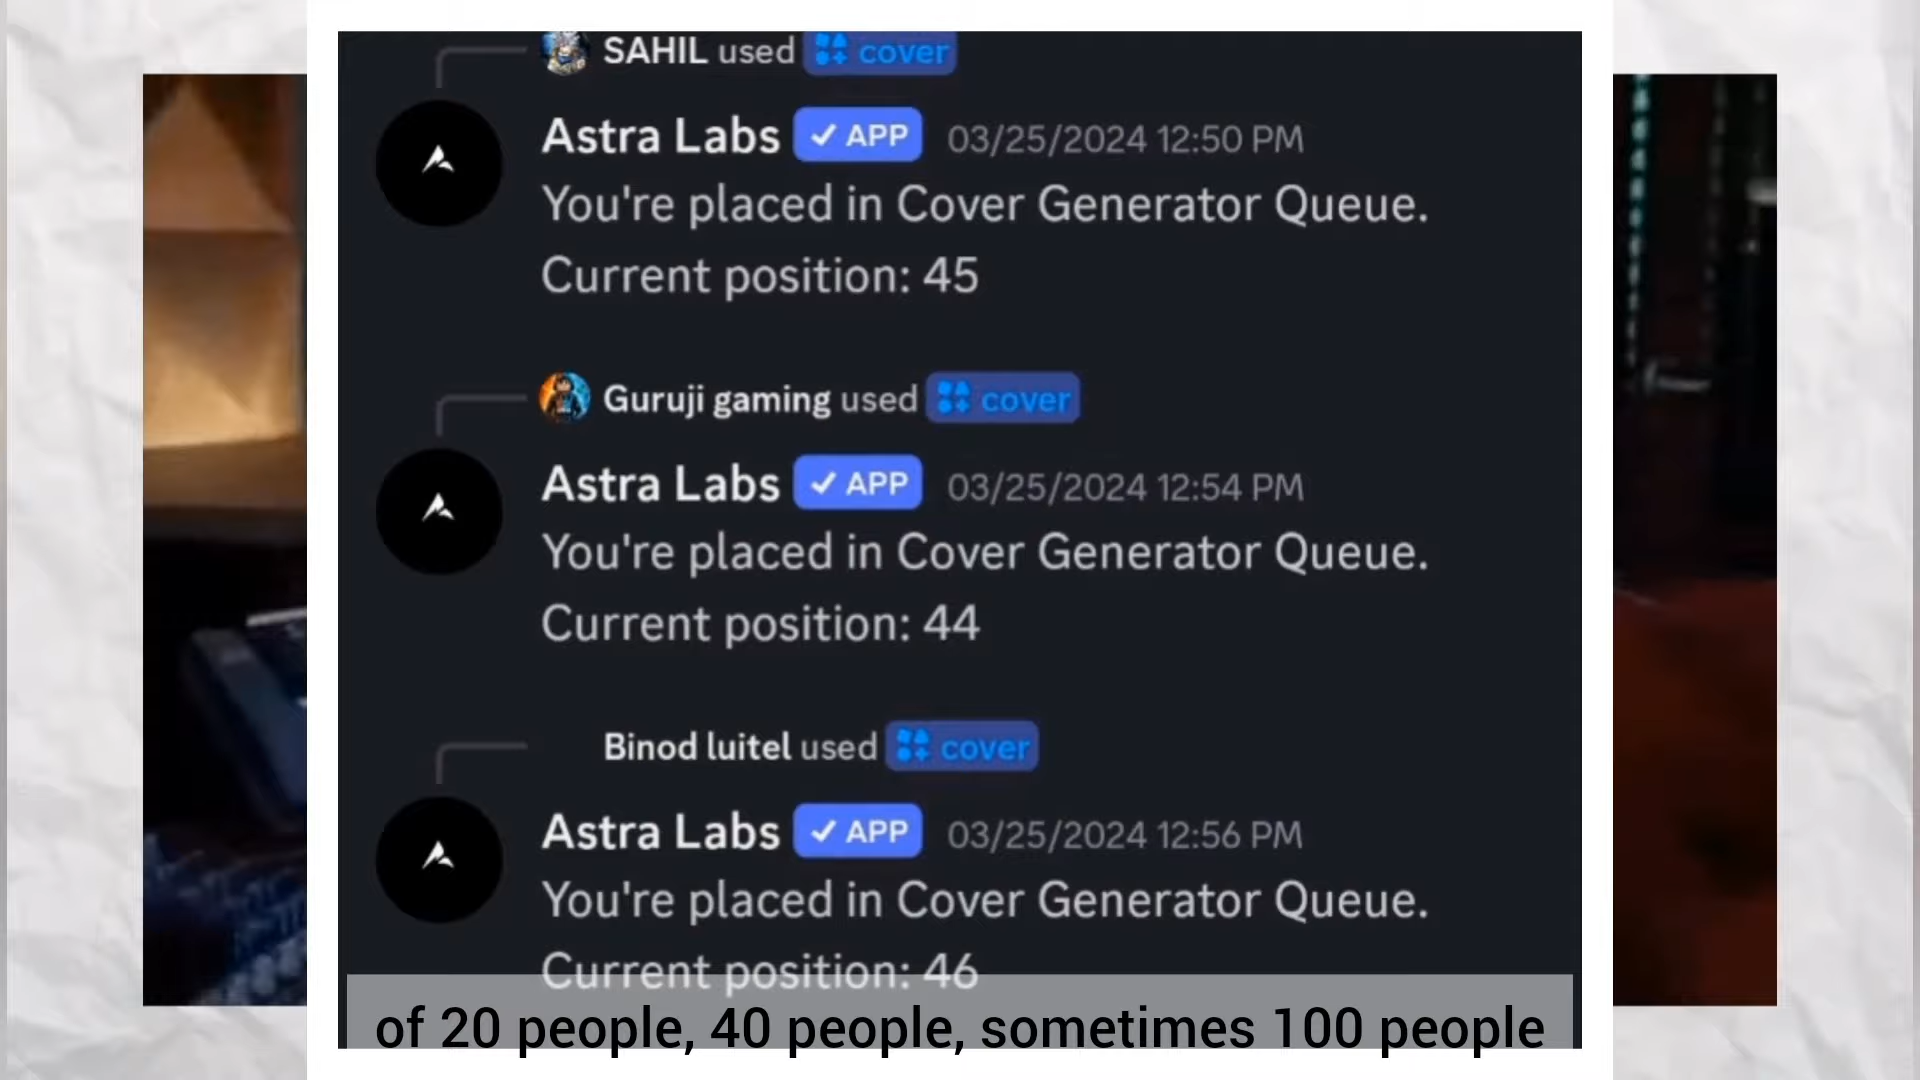 SAHIL used cover
Astra Labs ✓ APP 03/25/2024 12:50 PM
You're placed in Cover Generator Queue.
Current position: 45
Guruji gaming used cover
Astra Labs ✓ APP 03/25/2024 12:54 PM
You're placed in Cover Generator Queue.
Current position: 44
Binod luitel used cover
Astra Labs ✓ APP 03/25/2024 12:56 PM
You're placed in Cover Generator Queue.
Current position: 46
of 20 people, 40 people, sometimes 100 people